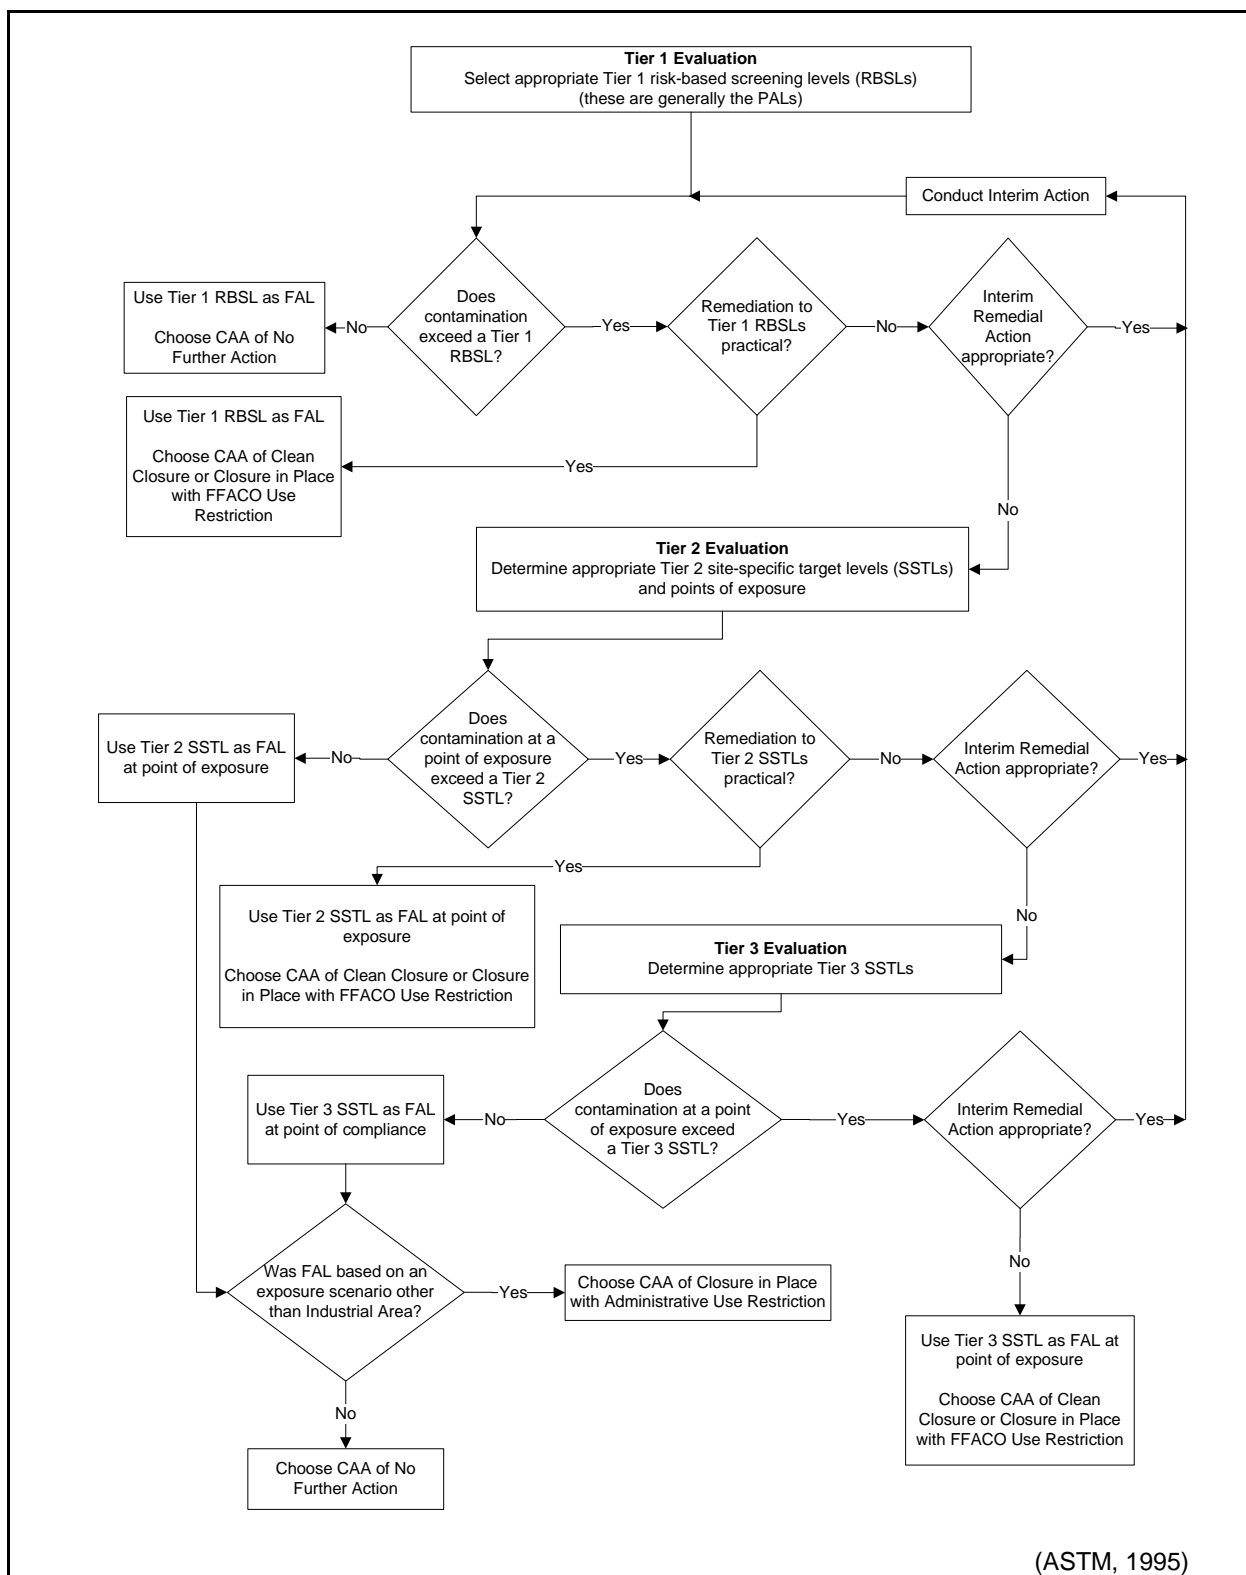 Tier 1 Evaluation
Select appropriate Tier 1 risk-based screening levels (RBSLs)
(these are generally the PALs)
Conduct Interim Action
Use Tier 1 RBSL as FAL
Choose CAA of No
Further Action
No
Does
contamination
exceed a Tier 1
RBSL?
Yes
Remediation to
Tier 1 RBSLs
practical?
No
Interim
Remedial
Action
appropriate?
Yes
Use Tier 1 RBSL as FAL
Choose CAA of Clean
Closure or Closure in Place
with FFACO Use
Restriction
Yes
No
Tier 2 Evaluation
Determine appropriate Tier 2 site-specific target levels (SSTLs)
and points of exposure
Use Tier 2 SSTL as FAL
at point of exposure
No
Does
contamination at a
point of exposure
exceed a Tier 2
SSTL?
Yes
Remediation to
Tier 2 SSTLs
practical?
No
Interim Remedial
Action appropriate?
Yes
Yes
Use Tier 2 SSTL as FAL at point of
exposure
Choose CAA of Clean Closure or Closure
in Place with FFACO Use Restriction
No
Tier 3 Evaluation
Determine appropriate Tier 3 SSTLs
Use Tier 3 SSTL as FAL
at point of compliance
No
Does
contamination at a point
of exposure exceed
a Tier 3 SSTL?
Yes
Interim Remedial
Action appropriate?
Yes
No
Was FAL based on an
exposure scenario other
than Industrial Area?
Yes
Choose CAA of Closure in Place
with Administrative Use Restriction
Use Tier 3 SSTL as FAL at
point of exposure
Choose CAA of Clean
Closure or Closure in Place
with FFACO Use Restriction
No
Choose CAA of No
Further Action
(ASTM, 1995)